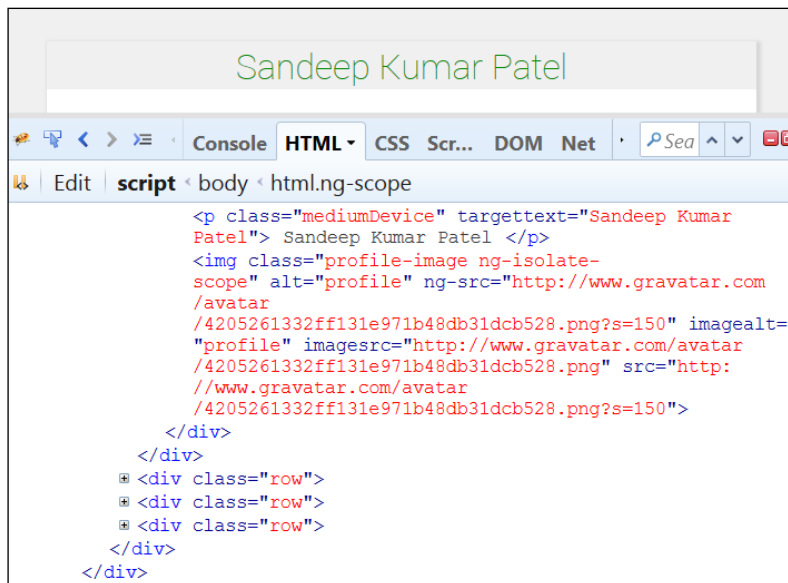 Sandeep Kumar Patel
Console HTML CSS Scr... DOM Net Sea
Edit script body html.ng-scope
<p class="mediumDevice" targettext="Sandeep Kumar
Patel"> Sandeep Kumar Patel </p>
<img class="profile-image ng-isolate-
scope" alt="profile" ng-src="http://www.gravatar.com
/avatar
/4205261332ff131e971b48db31dcb528.png?s=150" imagealt=
"profile" imagesrc="http://www.gravatar.com/avatar
/4205261332ff131e971b48db31dcb528.png" src="http:
//www.gravatar.com/avatar
/4205261332ff131e971b48db31dcb528.png?s=150">
</div>
</div>
<div class="row">
<div class="row">
<div class="row">
</div>
</div>